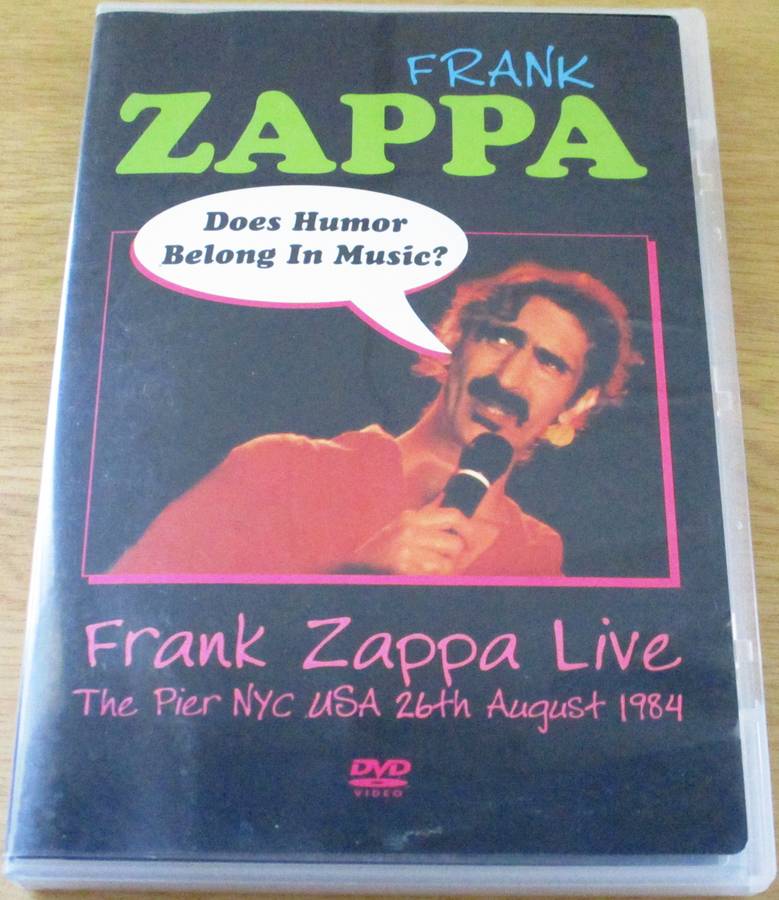 FRANK
ZAPPA
Does Humor
Belong In Music?
Frank Zappa Live
The Pier NYC USA 26th August 1984
DVD
VIDEO